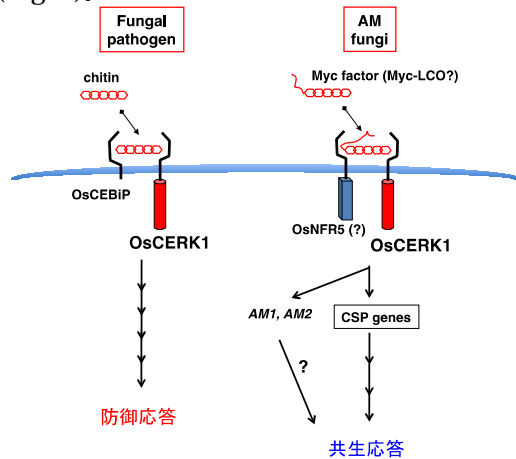 Fungal
pathogen
chitin
OsCEBiP
OsCERK1
防御応答
AM
fungi
Myc factor (Myc-LCO?)
OsNFR5 (?)
OsCERK1
AM1, AM2
CSP genes
?
共生応答